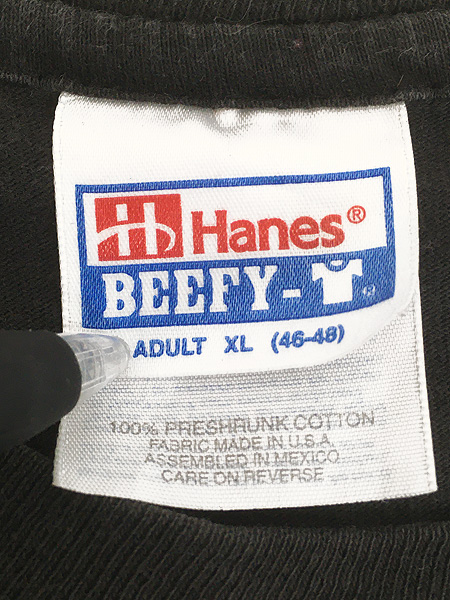 Hanes®
BEEFY-
ADULT XL (46-48)
100% PRESHRUNK COTTON
FABRIC MADE IN U.S.A.
ASSEMBLED IN MEXICO
CARE ON REVERSE